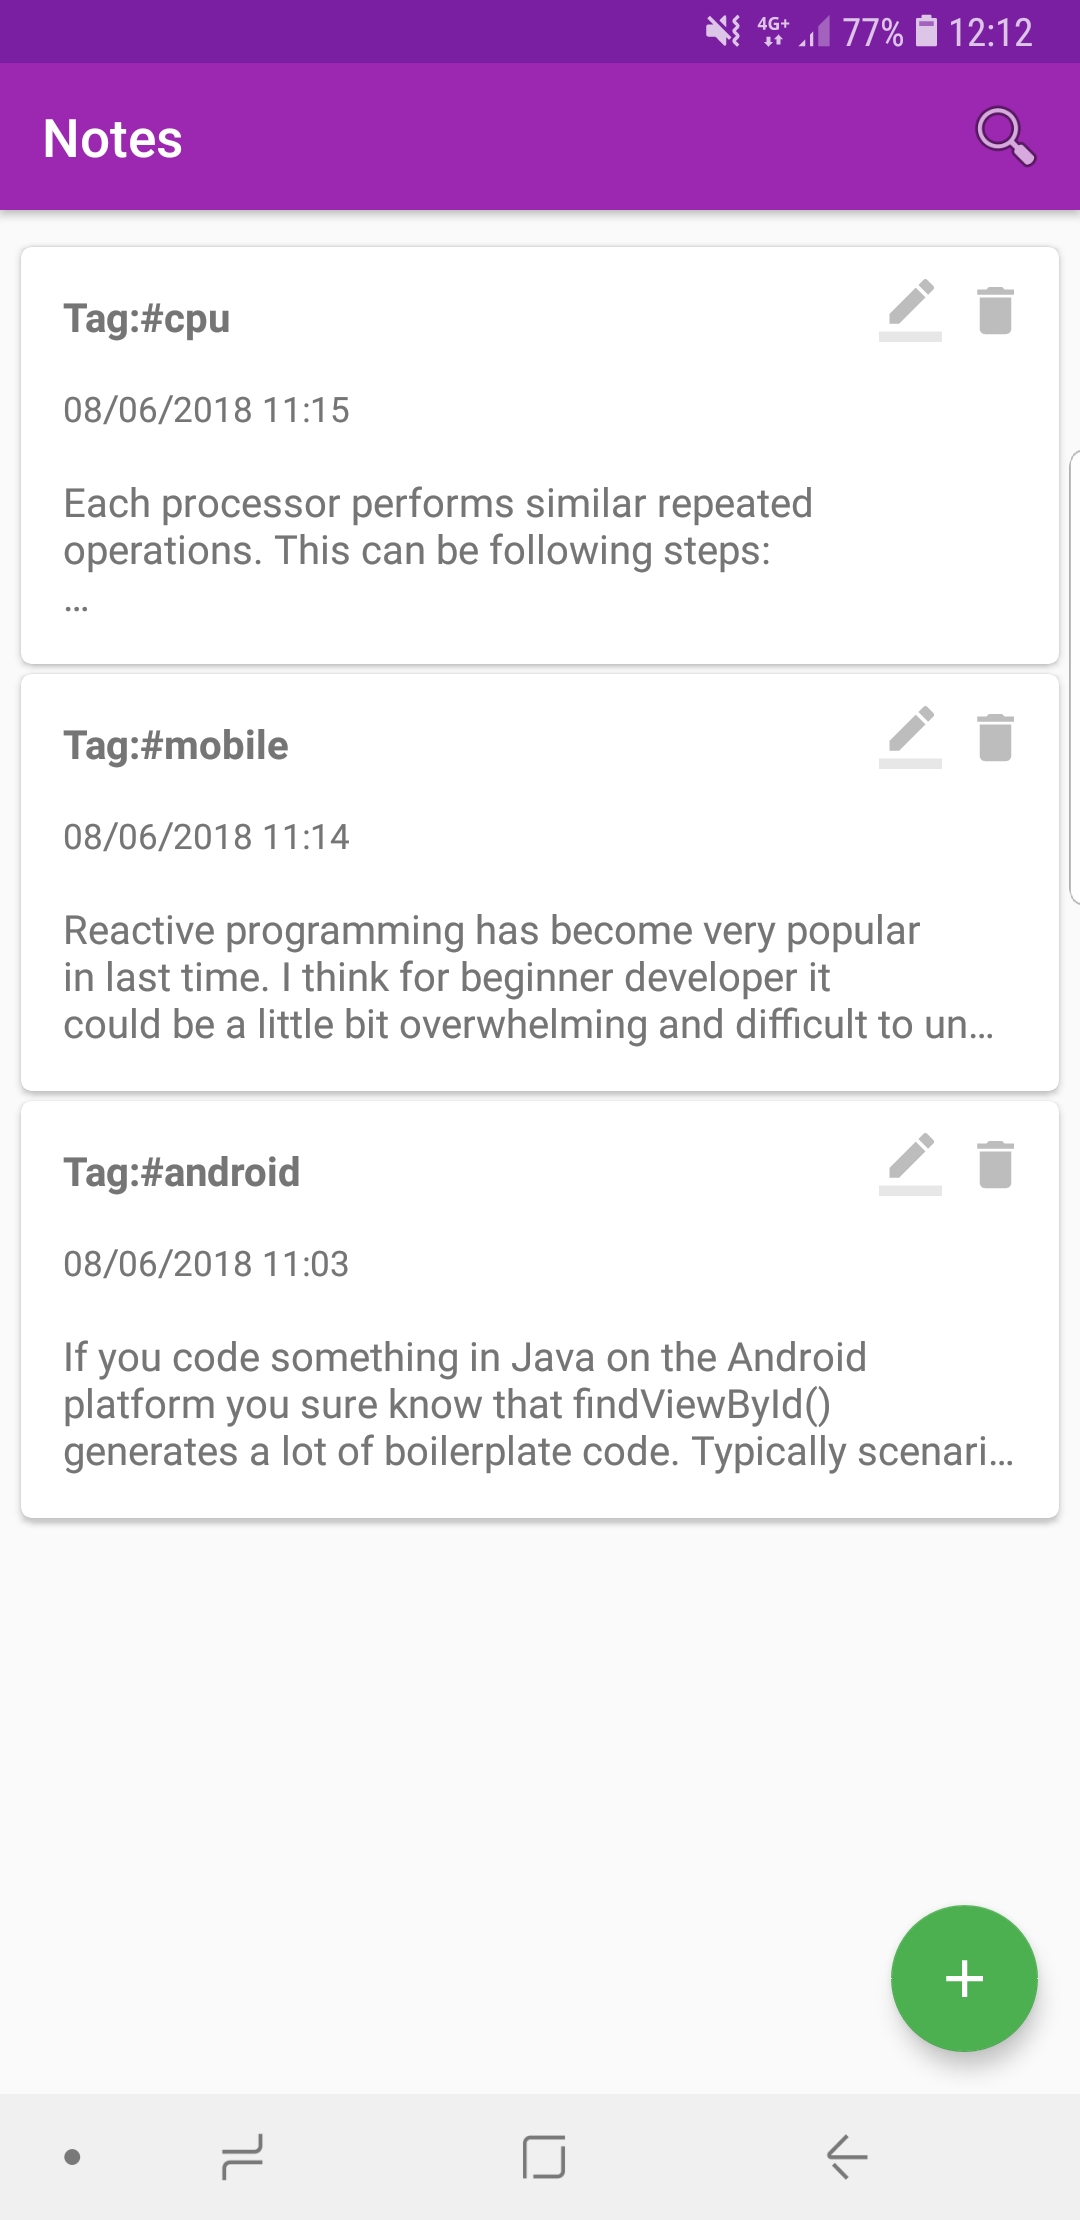 4G+ 77% 12:12
Notes
Tag:#cpu
08/06/2018 11:15
Each processor performs similar repeated
operations. This can be following steps:
...
Tag:#mobile
08/06/2018 11:14
Reactive programming has become very popular
in last time. I think for beginner developer it
could be a little bit overwhelming and difficult to un...
Tag:#android
08/06/2018 11:03
If you code something in Java on the Android
platform you sure know that findViewById()
generates a lot of boilerplate code. Typically scenari...
+